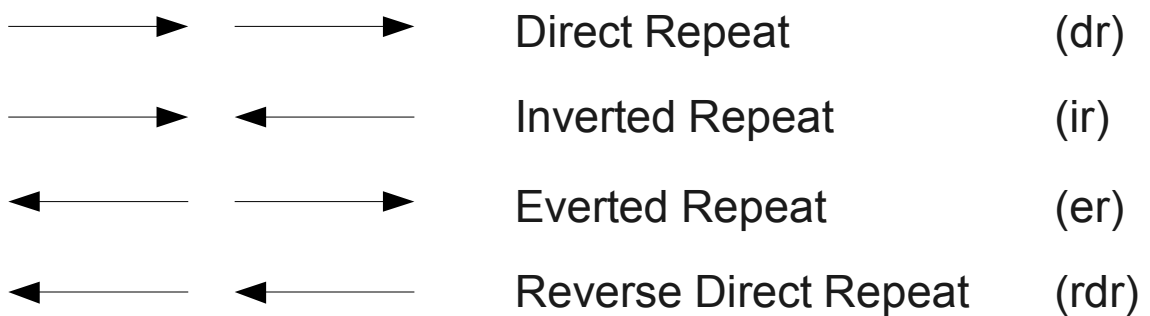 Direct Repeat (dr)
Inverted Repeat (ir)
Everted Repeat (er)
Reverse Direct Repeat (rdr)